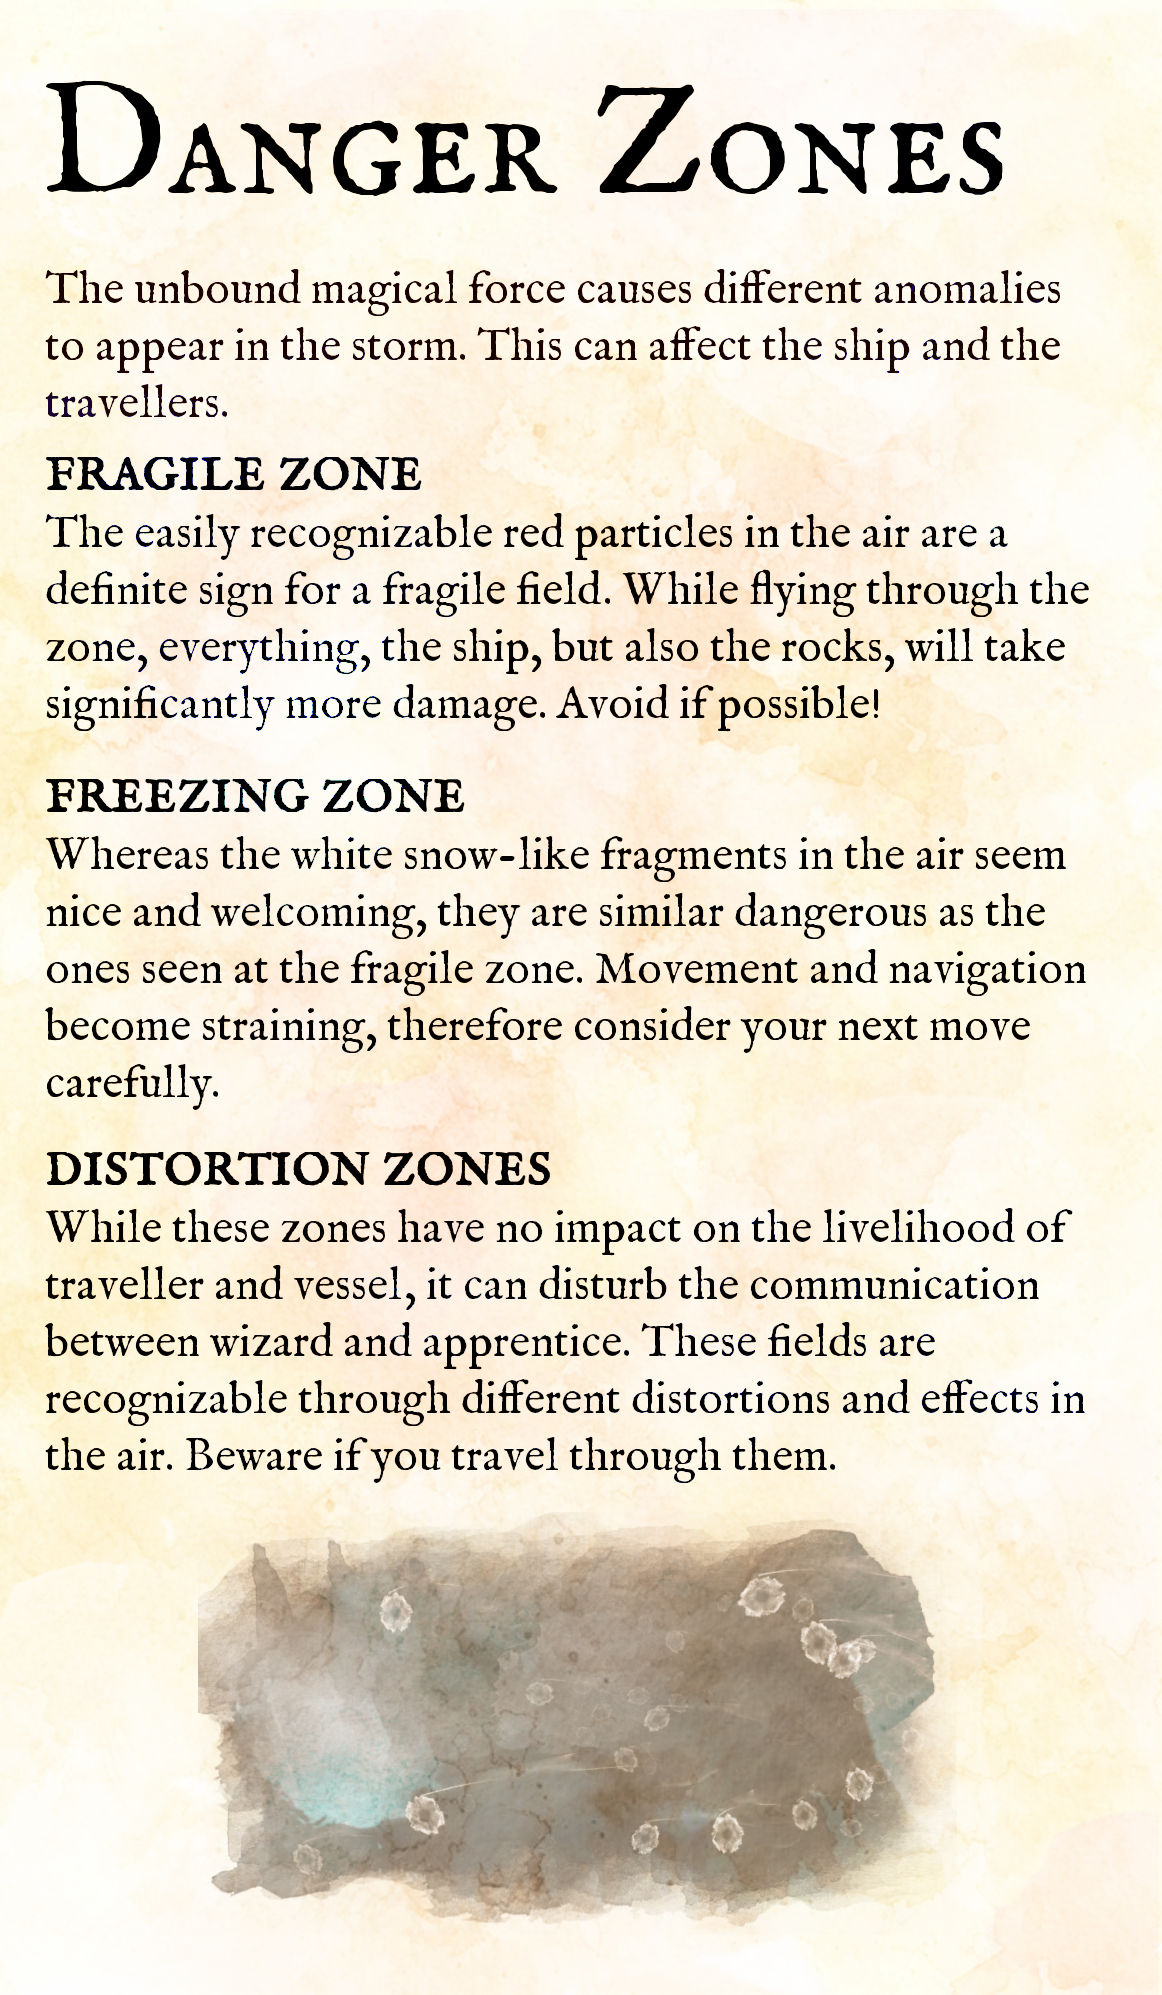 Danger Zones
The unbound magical force causes different anomalies
to appear in the storm. This can affect the ship and the
travellers.
FRAGILE ZONE
The easily recognizable red particles in the air are a
definite sign for a fragile field. While flying through the
zone, everything, the ship, but also the rocks, will take
significantly more damage. Avoid if possible!
FREEZING ZONE
Whereas the white snow-like fragments in the air seem
nice and welcoming, they are similar dangerous as the
ones seen at the fragile zone. Movement and navigation
become straining, therefore consider your next move
carefully.
DISTORTION ZONES
While these zones have no impact on the livelihood of
traveller and vessel, it can disturb the communication
between wizard and apprentice. These fields are
recognizable through different distortions and effects in
the air. Beware if you travel through them.